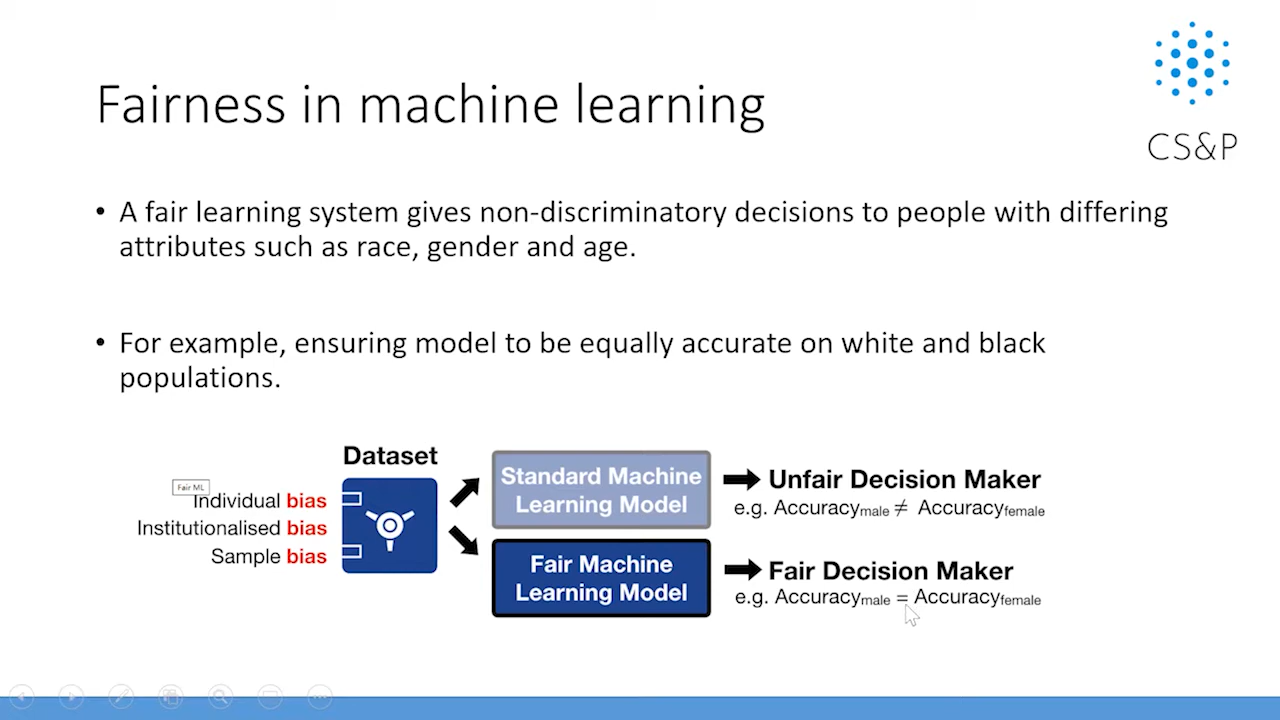 Fairness in machine learning
CS&P
• A fair learning system gives non-discriminatory decisions to people with differing
attributes such as race, gender and age.
• For example, ensuring model to be equally accurate on white and black
populations.
Dataset
Fair ML
Individual bias
Institutionalised bias
Sample bias
Standard Machine
Learning Model
Unfair Decision Maker
e.g. Accuracymale ≠ Accuracyfemale
Fair Machine
Learning Model
Fair Decision Maker
e.g. Accuracymale = Accuracyfemale